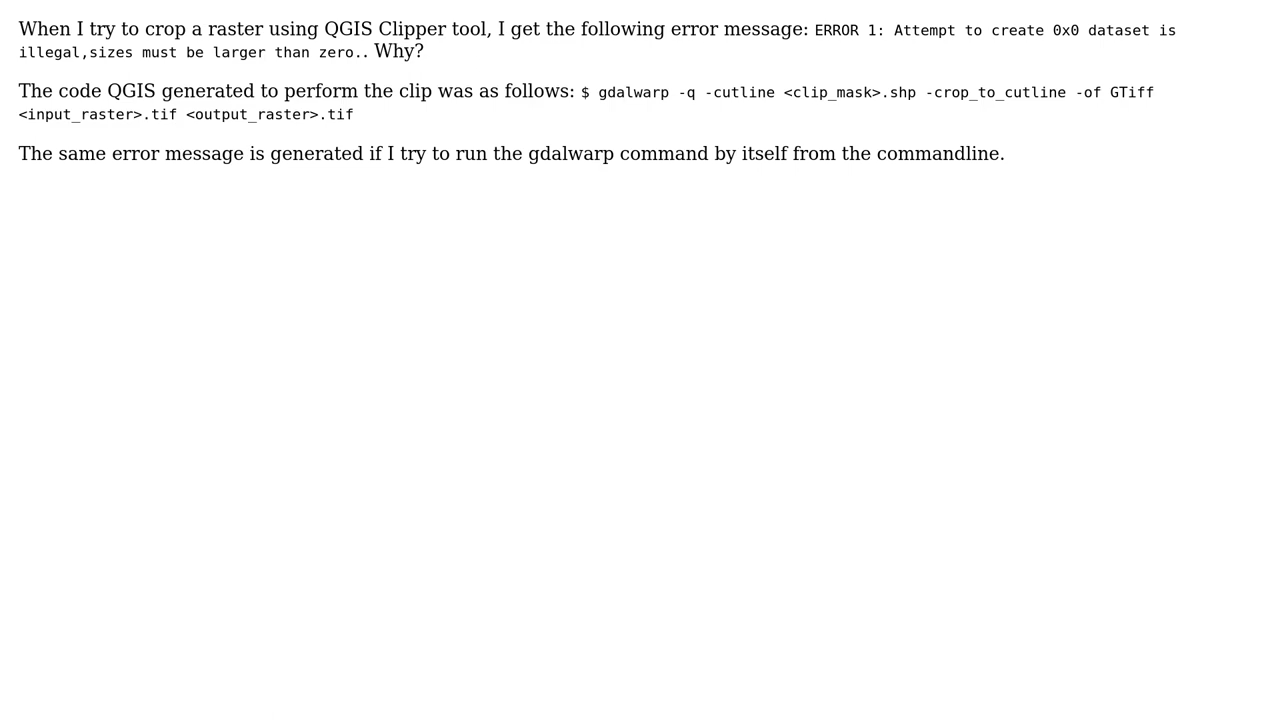 When I try to crop a raster using QGIS Clipper tool, I get the following error message: ERROR 1: Attempt to create 0x0 dataset is
illegal,sizes must be larger than zero.. Why?
The code QGIS generated to perform the clip was as follows: $ gdalwarp -q -cutline <clip_mask>.shp -crop_to_cutline -of GTiff
<input_raster>.tif <output_raster>.tif
The same error message is generated if I try to run the gdalwarp command by itself from the commandline.